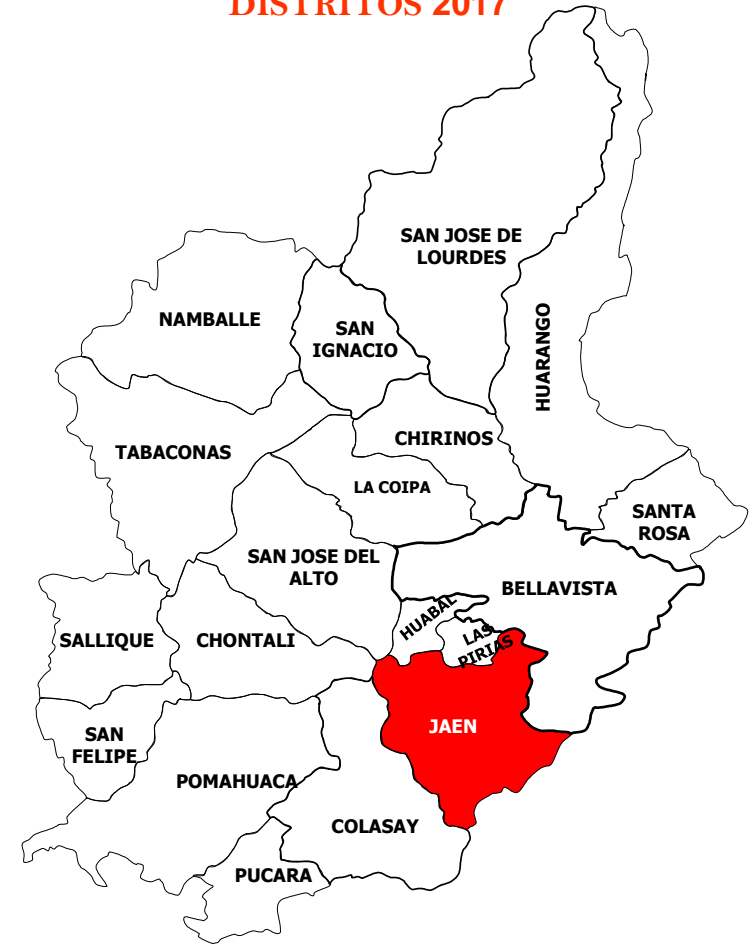 DISTRITOS 2017
SAN JOSE DE
LOURDES
NAMBALLE
SAN
IGNACIO
HUARANGO
CHIRINOS
TABACONAS
LA COIPA
SANTA
ROSA
SAN JOSE DEL
ALTO
BELLAVISTA
HUABAL
SALLIQUE
CHONTALI
LAS
PIRIAS
JAEN
SAN
FELIPE
POMAHUACA
COLASAY
PUCARA